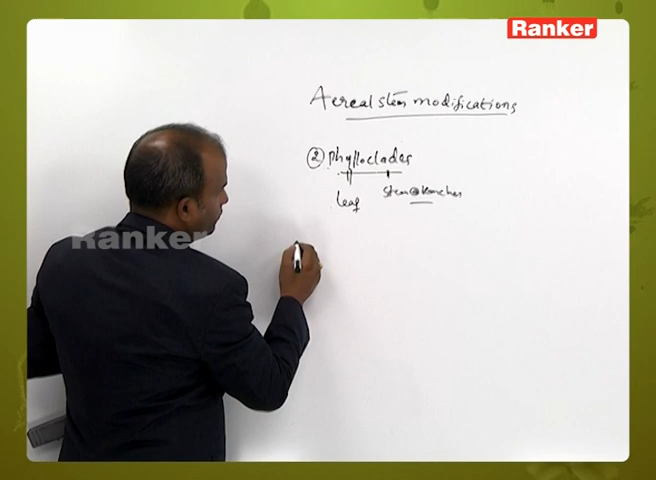 Ranker
Aereal stem modifications
② phylloclades
leaf stem branches
Ranker